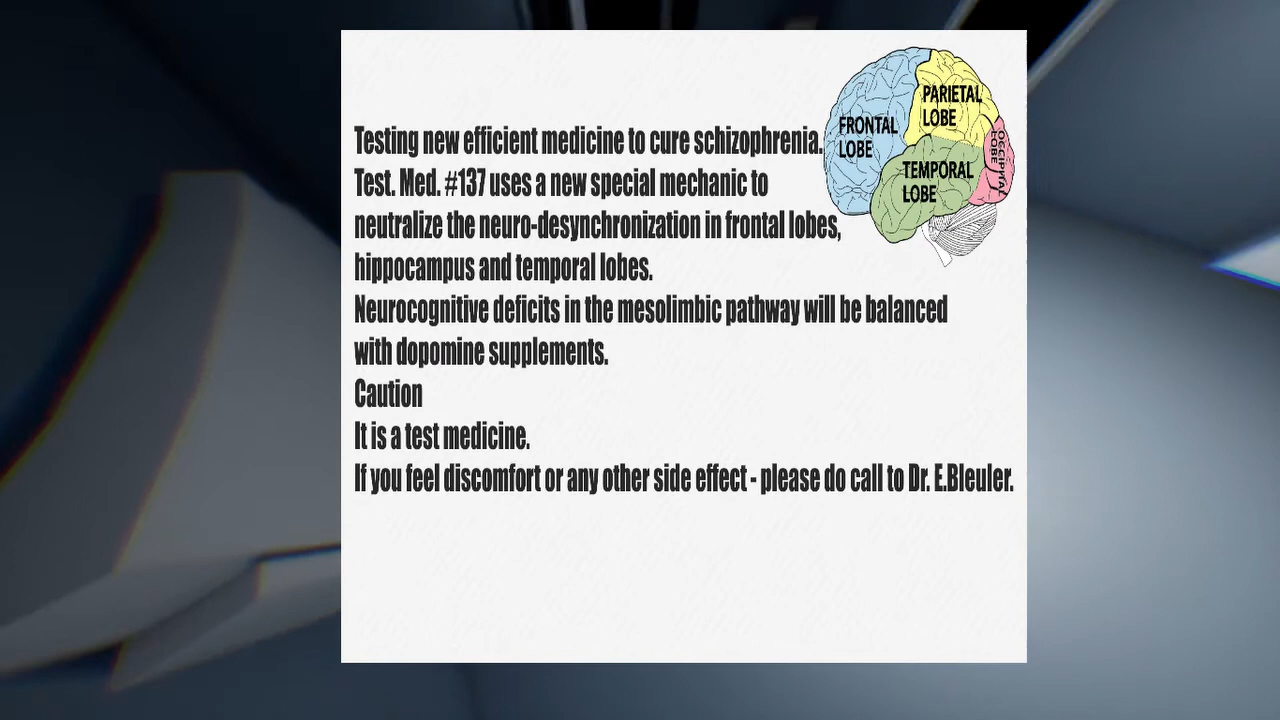 Testing new efficient medicine to cure schizophrenia.
Test. Med. #137 uses a new special mechanic to
neutralize the neuro-desynchronization in frontal lobes,
hippocampus and temporal lobes.
Neurocognitive deficits in the mesolimbic pathway will be balanced
with dopomine supplements.
Caution
It is a test medicine.
If you feel discomfort or any other side effect - please do call to Dr. E.Bleuler.
FRONTAL
LOBE
PARIETAL
LOBE
TEMPORAL
LOBE
OCCIPITAL
LOBE